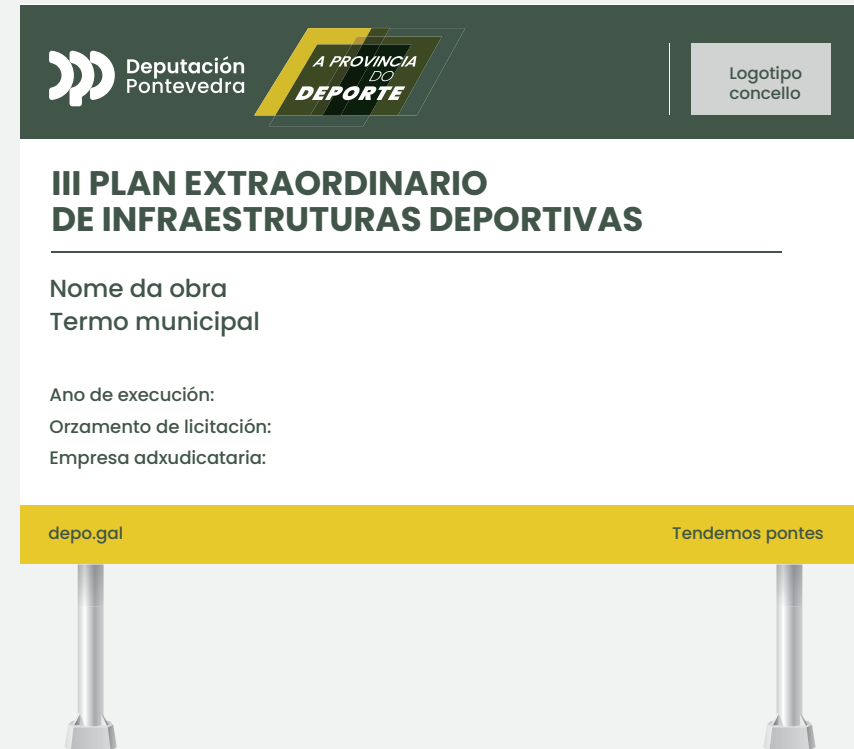 Deputación
Pontevedra
A PROVINCIA
DO
DEPORTE
Logotipo
concello
III PLAN EXTRAORDINARIO
DE INFRAESTRUTURAS DEPORTIVAS
Nome da obra
Termo municipal
Ano de execución:
Orzamento de licitación:
Empresa adxudicataria:
depo.gal
Tendemos pontes